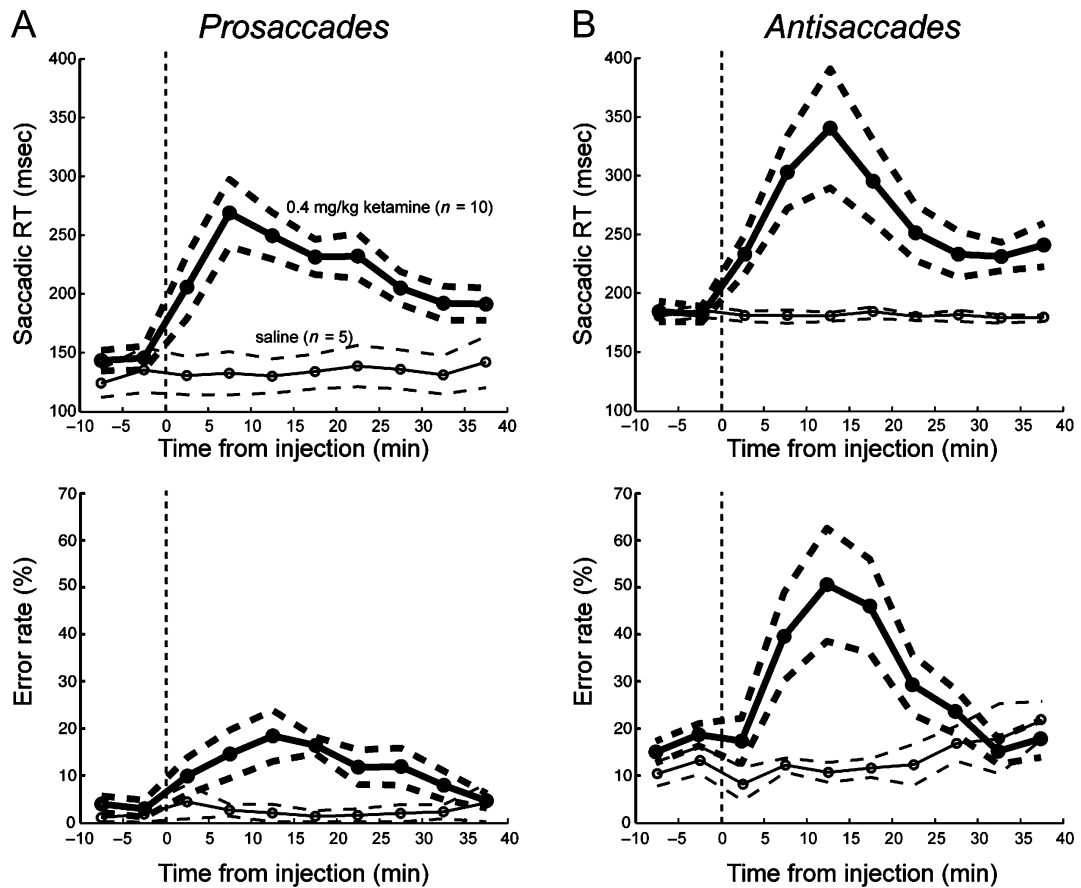 A Prosaccades
Saccadic RT (msec)
400
350
300
250
200
150
100
0.4 mg/kg ketamine (n = 10)
saline (n = 5)
–10 –5 0 5 10 15 20 25 30 35 40
Time from injection (min)
B Antisaccades
Saccadic RT (msec)
400
350
300
250
200
150
100
–10 –5 0 5 10 15 20 25 30 35 40
Time from injection (min)
Error rate (%)
70
60
50
40
30
20
10
0
–10 –5 0 5 10 15 20 25 30 35 40
Time from injection (min)
Error rate (%)
70
60
50
40
30
20
10
0
–10 –5 0 5 10 15 20 25 30 35 40
Time from injection (min)